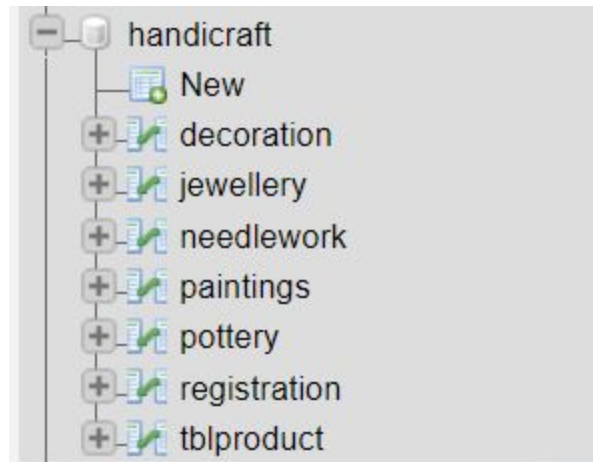 handicraft
New
decoration
jewellery
needlework
paintings
pottery
registration
tblproduct